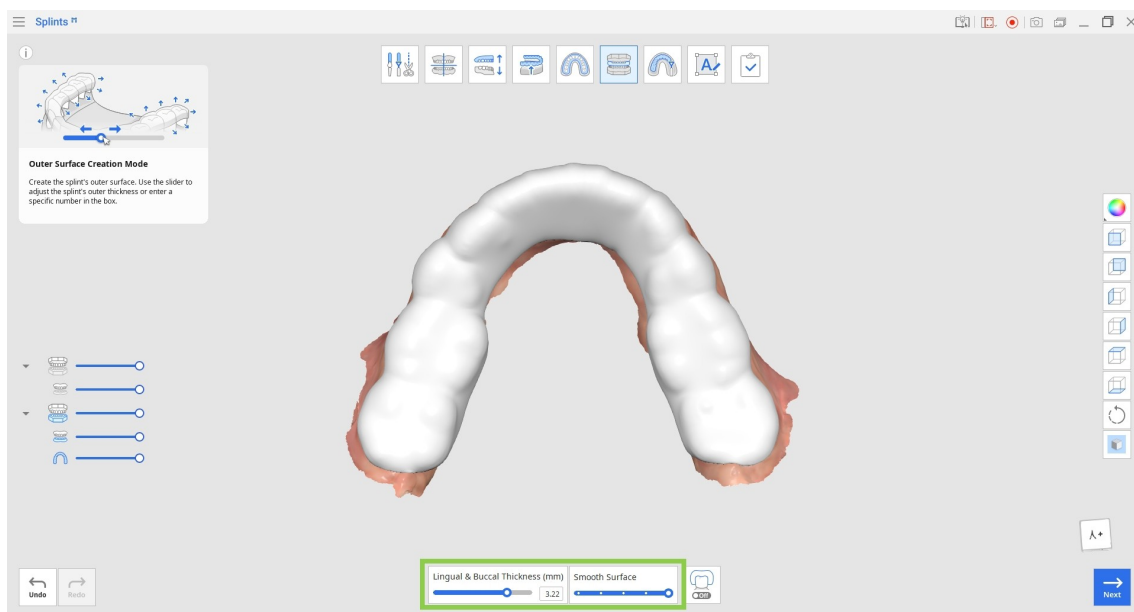 Splints
i
A
Outer Surface Creation Mode
Create the splint's outer surface. Use the slider to
adjust the splint's outer thickness or enter a
specific number in the box.
Lingual & Buccal Thickness (mm)
3.22
Smooth Surface
Off
Undo
Redo
Next